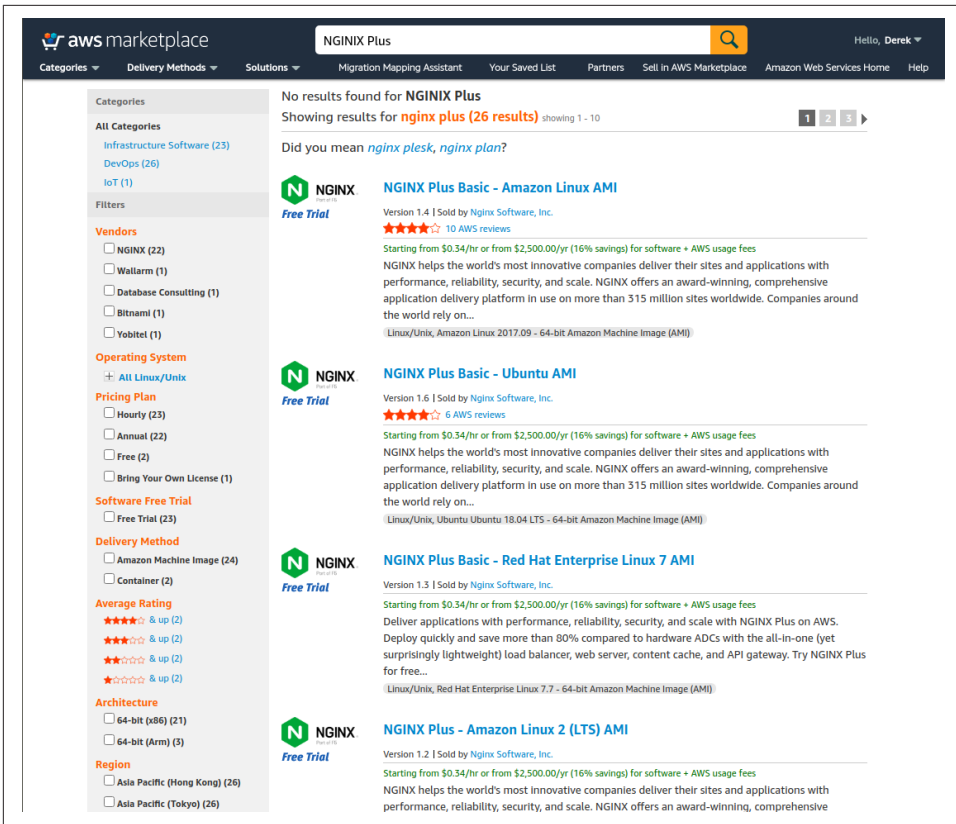 aws marketplace
NGINIX Plus
Hello, Derek
Categories
Delivery Methods
Solutions
Migration Mapping Assistant
Your Saved List
Partners
Sell in AWS Marketplace
Amazon Web Services Home
Help
Categories
All Categories
Infrastructure Software (23)
DevOps (26)
IoT (1)
Filters
Vendors
NGINX (22)
Wallarm (1)
Database Consulting (1)
Bitnami (1)
Yobitel (1)
Operating System
All Linux/Unix
Pricing Plan
Hourly (23)
Annual (22)
Free (2)
Bring Your Own License (1)
Software Free Trial
Free Trial (23)
Delivery Method
Amazon Machine Image (24)
Container (2)
Average Rating
& up (2)
& up (2)
& up (2)
& up (2)
Architecture
64-bit (x86) (21)
64-bit (Arm) (3)
Region
Asia Pacific (Hong Kong) (26)
Asia Pacific (Tokyo) (26)
No results found for NGINIX Plus
Showing results for nginx plus (26 results) showing 1 - 10
1 2 3
Did you mean nginx plesk, nginx plan?
N NGINX
Part of F5
Free Trial
NGINX Plus Basic - Amazon Linux AMI
Version 1.4 | Sold by Nginx Software, Inc.
10 AWS reviews
Starting from $0.34/hr or from $2,500.00/yr (16% savings) for software + AWS usage fees
NGINX helps the world's most innovative companies deliver their sites and applications with
performance, reliability, security, and scale. NGINX offers an award-winning, comprehensive
application delivery platform in use on more than 315 million sites worldwide. Companies around
the world rely on...
Linux/Unix, Amazon Linux 2017.09 - 64-bit Amazon Machine Image (AMI)
N NGINX
Part of F5
Free Trial
NGINX Plus Basic - Ubuntu AMI
Version 1.6 | Sold by Nginx Software, Inc.
6 AWS reviews
Starting from $0.34/hr or from $2,500.00/yr (16% savings) for software + AWS usage fees
NGINX helps the world's most innovative companies deliver their sites and applications with
performance, reliability, security, and scale. NGINX offers an award-winning, comprehensive
application delivery platform in use on more than 315 million sites worldwide. Companies around
the world rely on...
Linux/Unix, Ubuntu Ubuntu 18.04 LTS - 64-bit Amazon Machine Image (AMI)
N NGINX
Part of F5
Free Trial
NGINX Plus Basic - Red Hat Enterprise Linux 7 AMI
Version 1.3 | Sold by Nginx Software, Inc.
Starting from $0.34/hr or from $2,500.00/yr (16% savings) for software + AWS usage fees
Deliver applications with performance, reliability, security, and scale with NGINX Plus on AWS.
Deploy quickly and save more than 80% compared to hardware ADCs with the all-in-one (yet
surprisingly lightweight) load balancer, web server, content cache, and API gateway. Try NGINX Plus
for free...
Linux/Unix, Red Hat Enterprise Linux 7.7 - 64-bit Amazon Machine Image (AMI)
N NGINX
Part of F5
Free Trial
NGINX Plus - Amazon Linux 2 (LTS) AMI
Version 1.2 | Sold by Nginx Software, Inc.
Starting from $0.34/hr or from $2,500.00/yr (16% savings) for software + AWS usage fees
NGINX helps the world's most innovative companies deliver their sites and applications with
performance, reliability, security, and scale. NGINX offers an award-winning, comprehensive